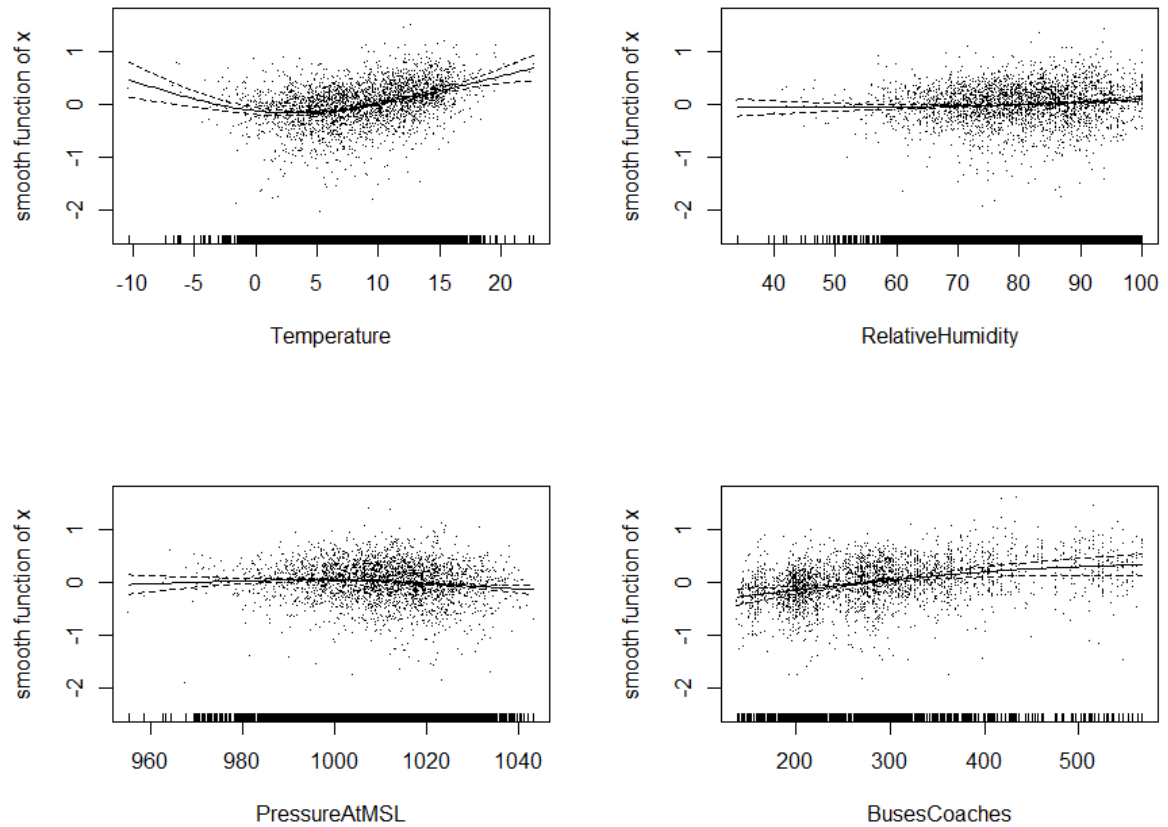 smooth function of x
1
0
-1
-2
-10 -5 0 5 10 15 20
Temperature
smooth function of x
1
0
-1
-2
40 50 60 70 80 90 100
RelativeHumidity
smooth function of x
1
0
-1
-2
960 980 1000 1020 1040
PressureAtMSL
smooth function of x
1
0
-1
-2
200 300 400 500
BusesCoaches